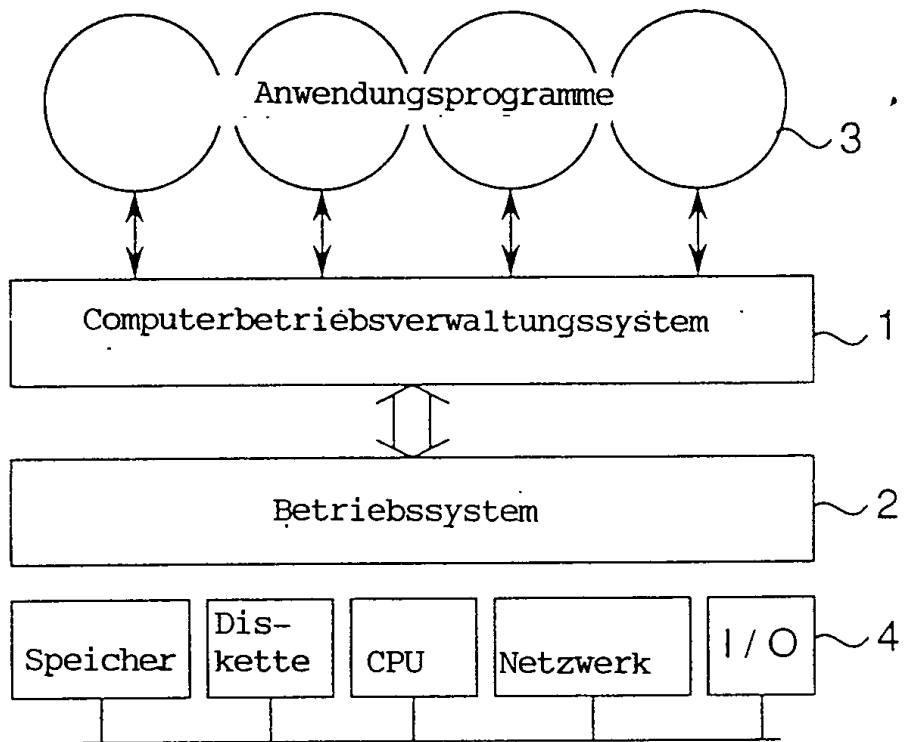 Anwendungsprogramme
3
Computerbetriebsverwaltungssystem
1
Betriebssystem
2
Speicher
Dis-
kette
CPU
Netzwerk
I/O
4